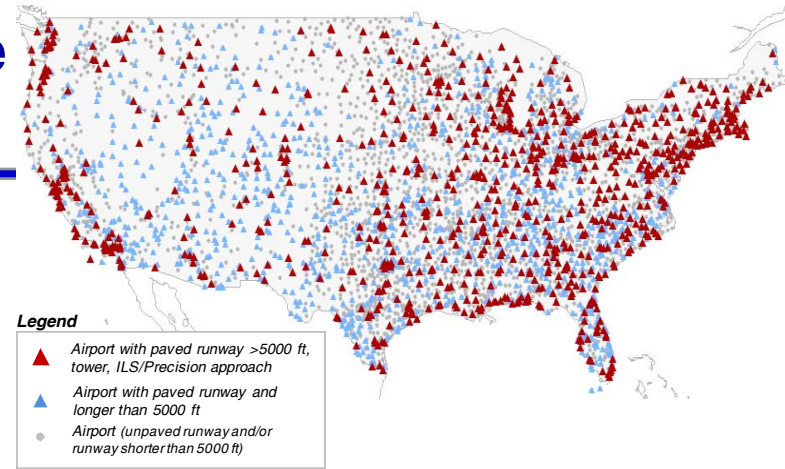 e
Legend
Airport with paved runway >5000 ft,
tower, ILS/Precision approach
Airport with paved runway and
longer than 5000 ft
Airport (unpaved runway and/or
runway shorter than 5000 ft)